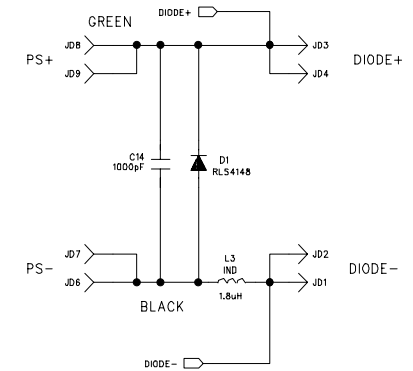 DIODE+
GREEN
JD8
JD3
PS+
DIODE+
JD9
JD4
C14
1000pF
D1
RLS4148
JD7
JD2
L3
IND
PS-
DIODE-
JD6
JD1
1.8uH
BLACK
DIODE-